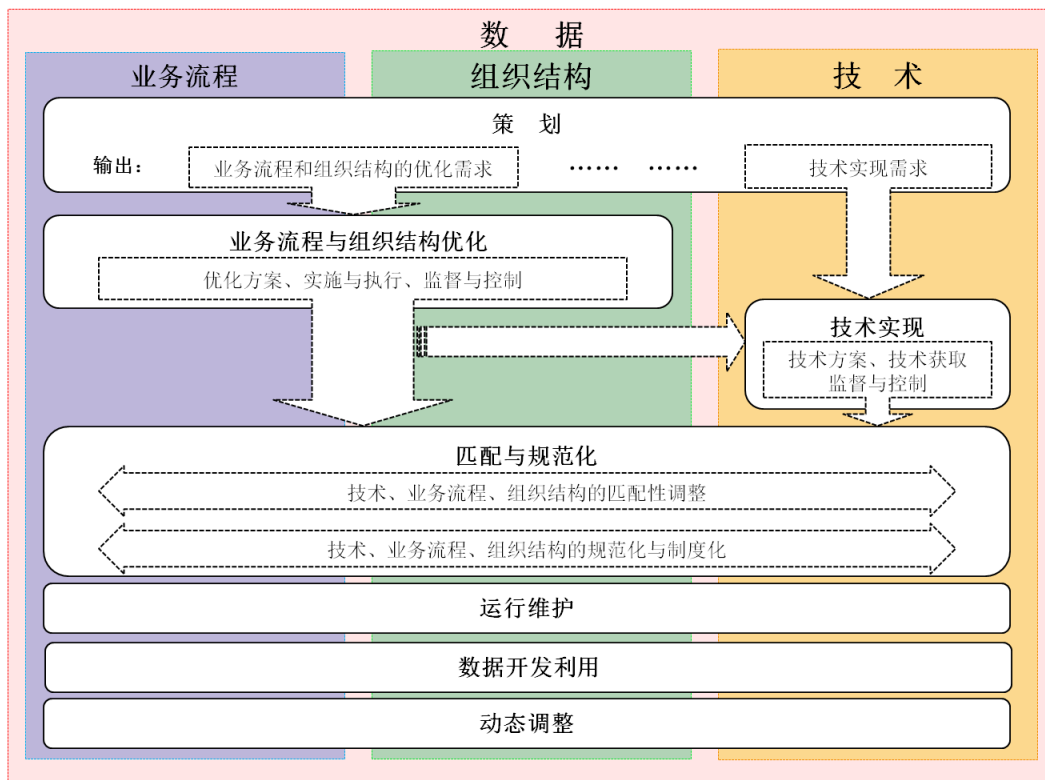 数 据
业务流程
组织结构
技 术
策 划
输出：
业务流程和组织结构的优化需求
…… ……
技术实现需求
业务流程与组织结构优化
优化方案、实施与执行、监督与控制
技术实现
技术方案、技术获取
监督与控制
匹配与规范化
技术、业务流程、组织结构的匹配性调整
技术、业务流程、组织结构的规范化与制度化
运行维护
数据开发利用
动态调整